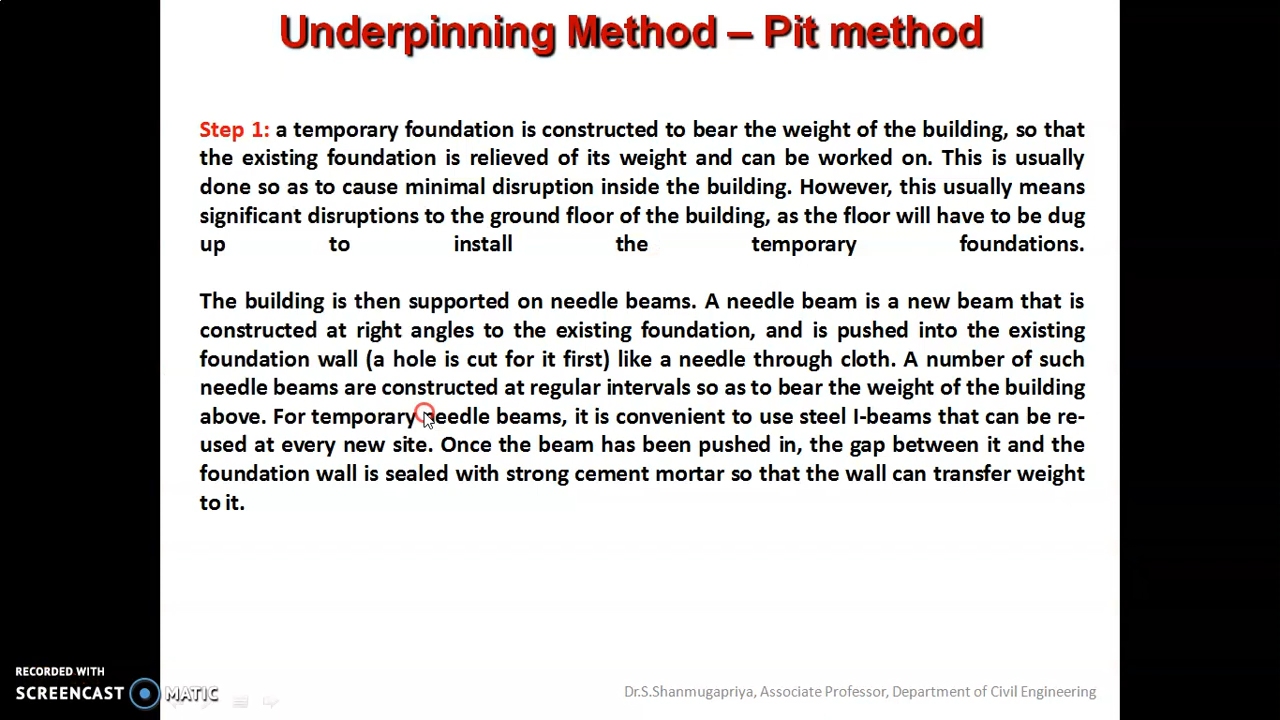 Underpinning Method – Pit method
Step 1: a temporary foundation is constructed to bear the weight of the building, so that
the existing foundation is relieved of its weight and can be worked on. This is usually
done so as to cause minimal disruption inside the building. However, this usually means
significant disruptions to the ground floor of the building, as the floor will have to be dug
up to install the temporary foundations.
The building is then supported on needle beams. A needle beam is a new beam that is
constructed at right angles to the existing foundation, and is pushed into the existing
foundation wall (a hole is cut for it first) like a needle through cloth. A number of such
needle beams are constructed at regular intervals so as to bear the weight of the building
above. For temporary needle beams, it is convenient to use steel I-beams that can be re-
used at every new site. Once the beam has been pushed in, the gap between it and the
foundation wall is sealed with strong cement mortar so that the wall can transfer weight
to it.
RECORDED WITH
SCREENCAST MATIC
Dr.S.Shanmugapriya, Associate Professor, Department of Civil Engineering